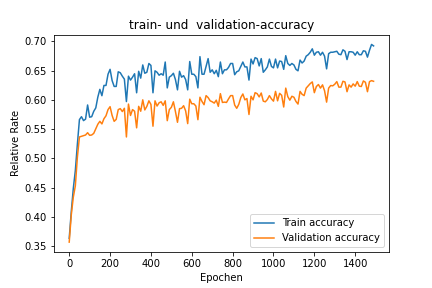 train- und  validation-accuracy
Relative Rate
0.70
0.65
0.60
0.55
0.50
0.45
0.40
0.35
0 200 400 600 800 1000 1200 1400
Epochen
Train accuracy
Validation accuracy